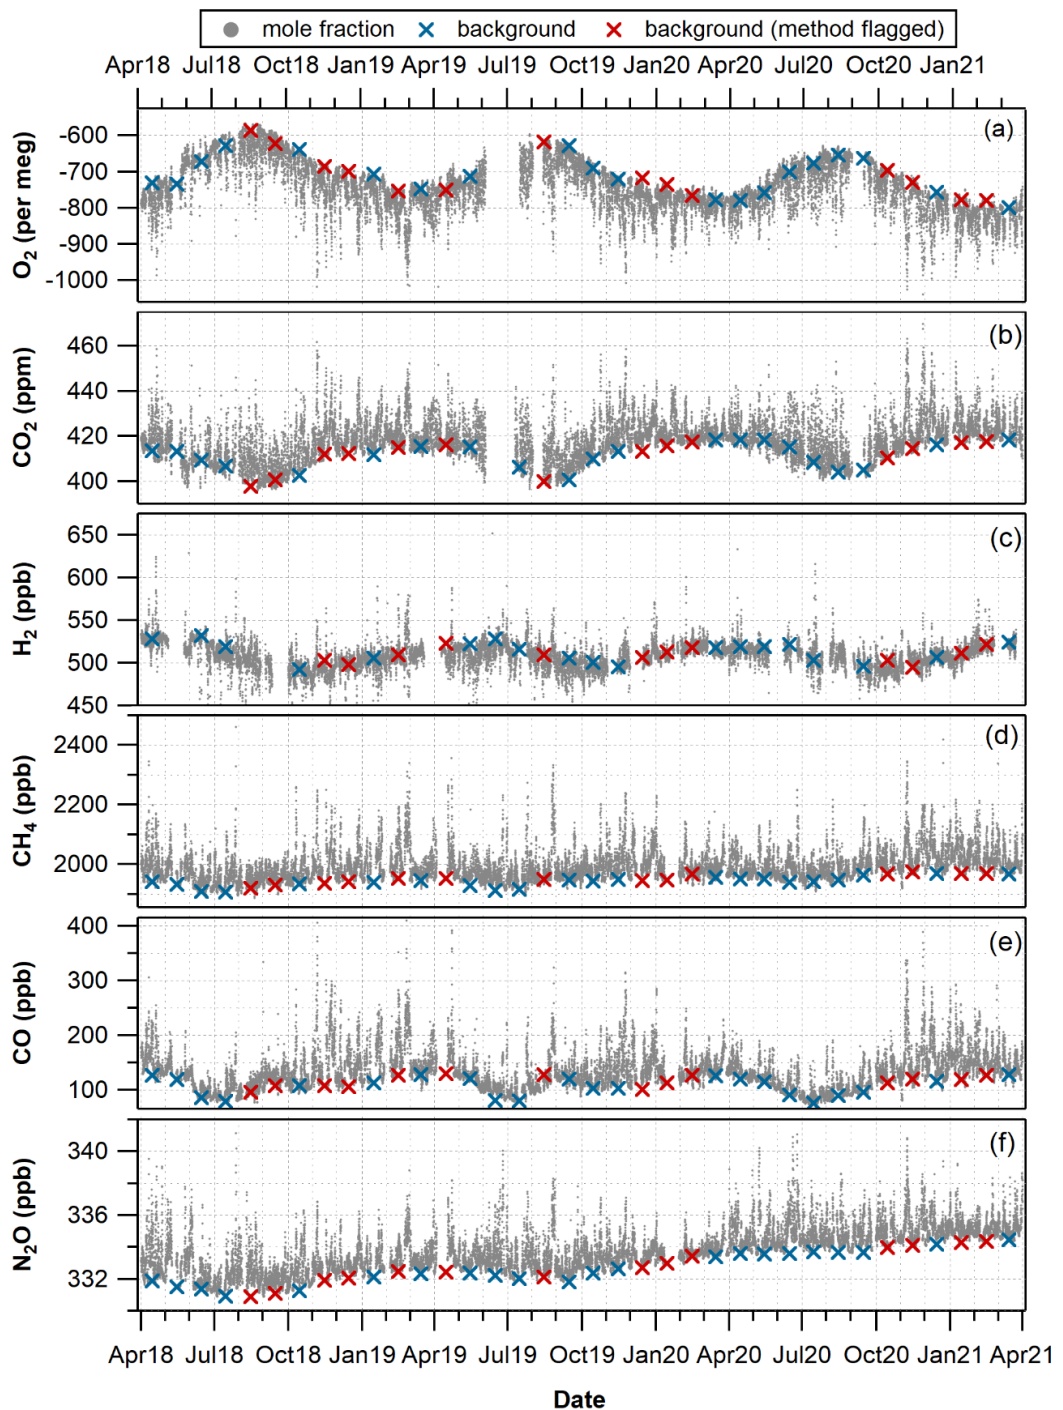 mole fraction background background (method flagged)
Apr18 Jul18 Oct18 Jan19 Apr19 Jul19 Oct19 Jan20 Apr20 Jul20 Oct20 Jan21
(a)
O₂ (per meg)
-600
-700
-800
-900
-1000
(b)
CO₂ (ppm)
460
440
420
400
(c)
H₂ (ppb)
650
600
550
500
450
(d)
CH₄ (ppb)
2400
2200
2000
(e)
CO (ppb)
400
300
200
100
(f)
N₂O (ppb)
340
336
332
Apr18 Jul18 Oct18 Jan19 Apr19 Jul19 Oct19 Jan20 Apr20 Jul20 Oct20 Jan21 Apr21
Date